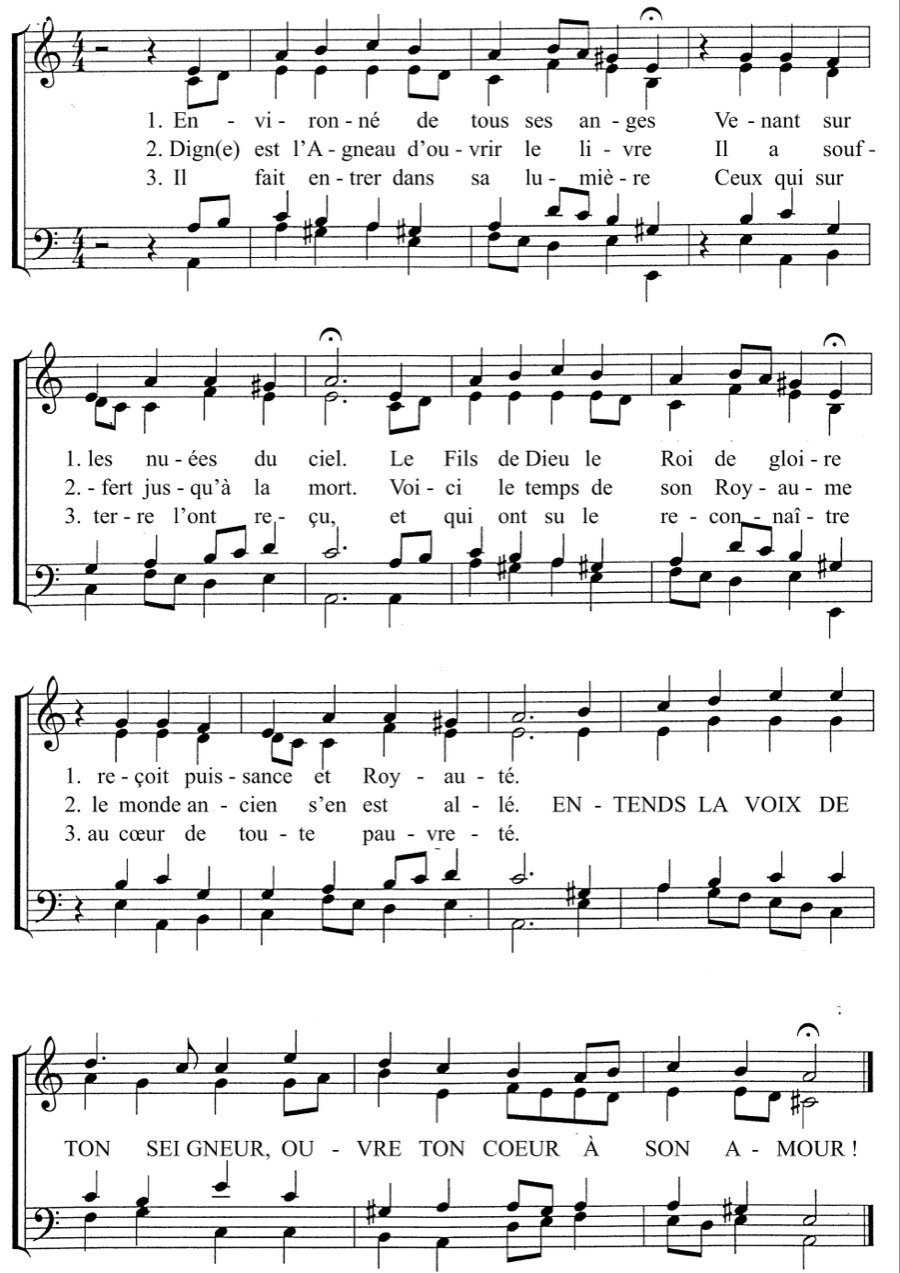 1. En - vi - ron - né de tous ses an - ges Ve - nant sur
2. Dign(e) est l'A - gneau d'ou - vrir le li - vre Il a souf -
3. Il fait en - trer dans sa lu - miè - re Ceux qui sur
1. les nu - ées du ciel. Le Fils de Dieu le Roi de gloi - re
2. - fert jus - qu'à la mort. Voi - ci le temps de son Roy - au - me
3. ter - re l'ont re - çu, et qui ont su le re - con - naî - tre
1. re - çoit puis - sance et Roy - au - té.
2. le monde an - cien s'en est al - lé. EN - TENDS LA VOIX DE
3. au cœur de tou - te pau - vre - té.
TON SEI GNEUR, OU - VRE TON COEUR À SON A - MOUR !